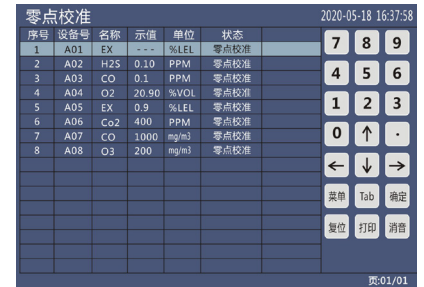 零点校准 2020-05-18 16:37:58
序号 设备号 名称 示值 单位 状态
1 A01 EX --- %LEL 零点校准
2 A02 H2S 0.10 PPM 零点校准
3 A03 CO 0.1 PPM 零点校准
4 A04 O2 20.90 %VOL 零点校准
5 A05 EX 0.9 %LEL 零点校准
6 A06 Co2 400 PPM 零点校准
7 A07 CO 1000 mg/m3 零点校准
8 A08 O3 200 mg/m3 零点校准
7 8 9
4 5 6
1 2 3
0 ↑ ·
← ↓ →
菜单 Tab 确定
复位 打印 消音
页:01/01